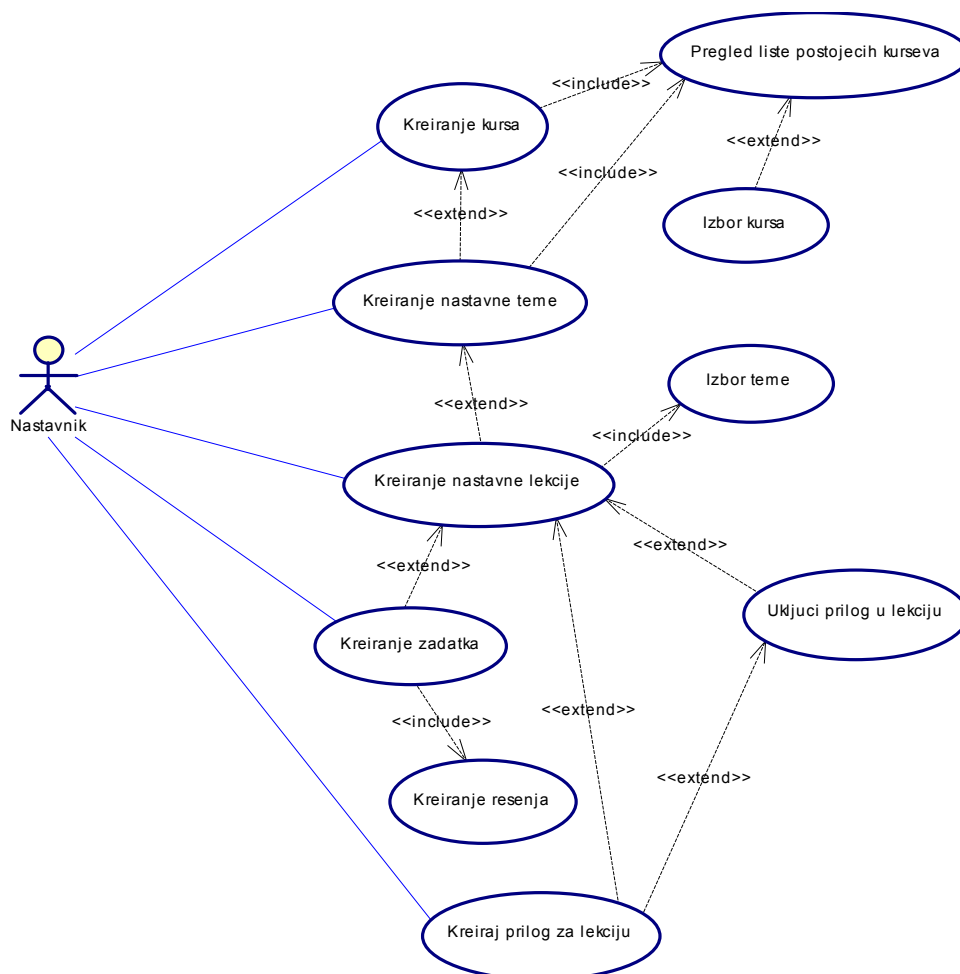 Pregled liste postojecih kurseva
<<include>>
Kreiranje kursa
<<extend>>
<<include>>
<<extend>>
Izbor kursa
Kreiranje nastavne teme
Izbor teme
<<extend>>
Nastavnik
<<include>>
Kreiranje nastavne lekcije
<<extend>>
<<extend>>
Ukljuci prilog u lekciju
Kreiranje zadatka
<<extend>>
<<include>>
<<extend>>
Kreiranje resenja
Kreiraj prilog za lekciju